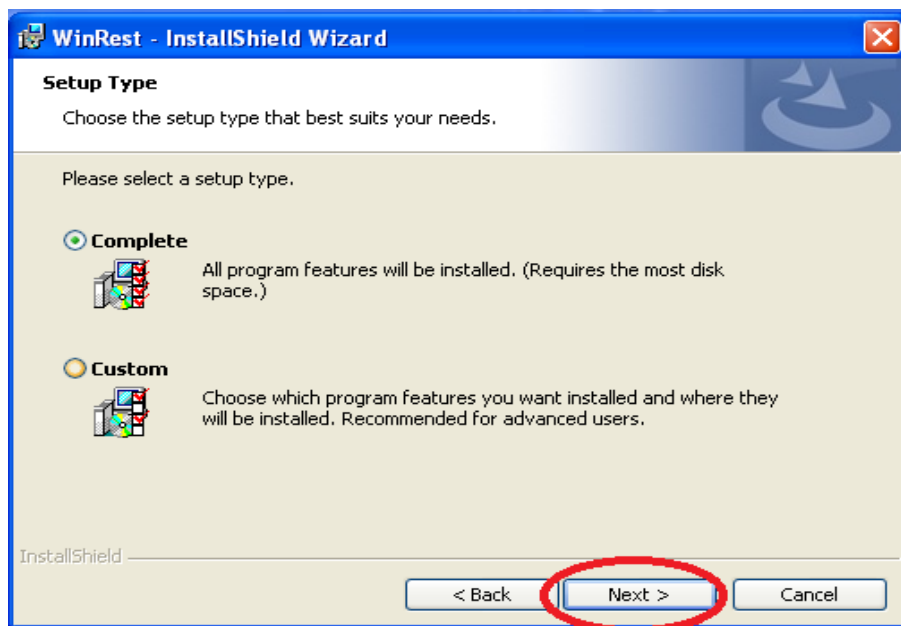 WinRest - InstallShield Wizard
Setup Type
Choose the setup type that best suits your needs.
Please select a setup type.
Complete
All program features will be installed. (Requires the most disk
space.)
Custom
Choose which program features you want installed and where they
will be installed. Recommended for advanced users.
InstallShield
< Back Next > Cancel